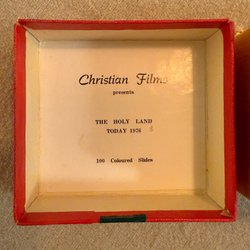 Christian Films
presents
THE HOLY LAND
TODAY 1976
100 Coloured Slides